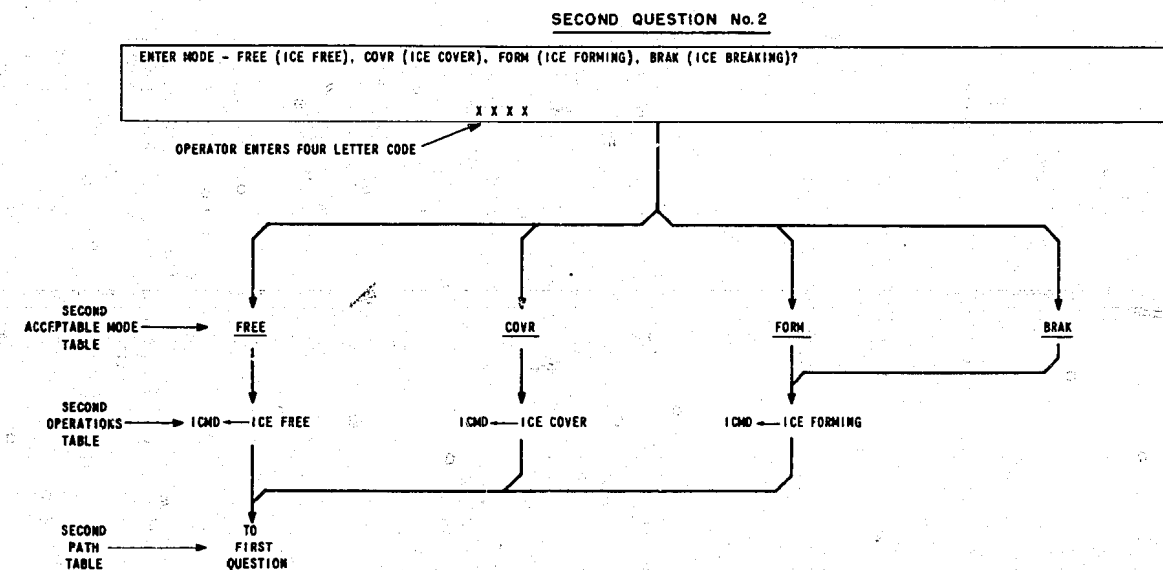 SECOND QUESTION No. 2
ENTER MODE - FREE (ICE FREE), COVR (ICE COVER), FORM (ICE FORMING), BRAK (ICE BREAKING)?
X X X X
OPERATOR ENTERS FOUR LETTER CODE
SECOND
ACCEPTABLE MODE
TABLE
FREE
COVR
FORM
BRAK
SECOND
OPERATIONS
TABLE
ICMD
ICE FREE
ICMD
ICE COVER
ICMD
ICE FORMING
SECOND
PATH
TABLE
TO
FIRST
QUESTION